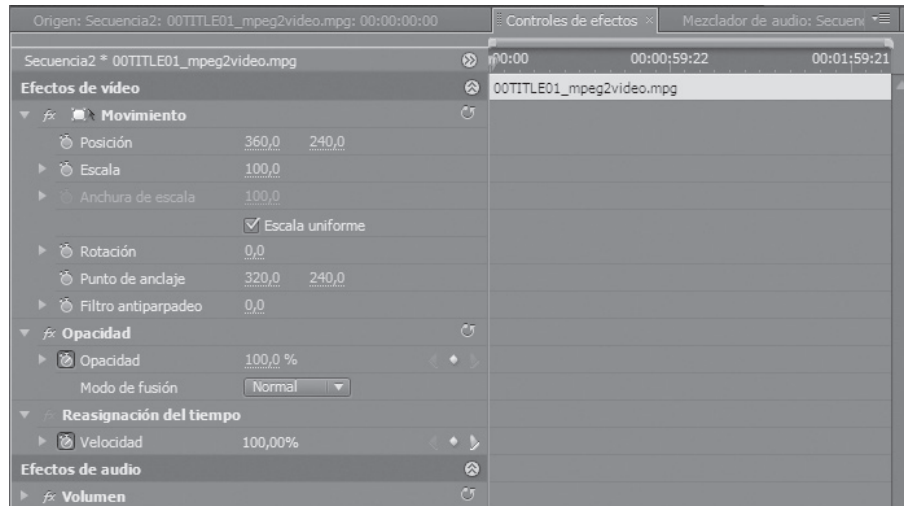 Origen: Secuencia2: 00TITLE01_mpeg2video.mpg: 00:00:00:00
Controles de efectos ×
Mezclador de audio: Secuen
Secuencia2 * 00TITLE01_mpeg2video.mpg
00:00 00:00:59:22 00:01:59:21
Efectos de vídeo
00TITLE01_mpeg2video.mpg
fx Movimiento
Posición 360,0 240,0
Escala 100,0
Anchura de escala 100,0
Escala uniforme
Rotación 0,0
Punto de anclaje 320,0 240,0
Filtro antiparpadeo 0,0
fx Opacidad
Opacidad 100,0 %
Modo de fusión Normal
fx Reasignación del tiempo
Velocidad 100,00%
Efectos de audio
fx Volumen